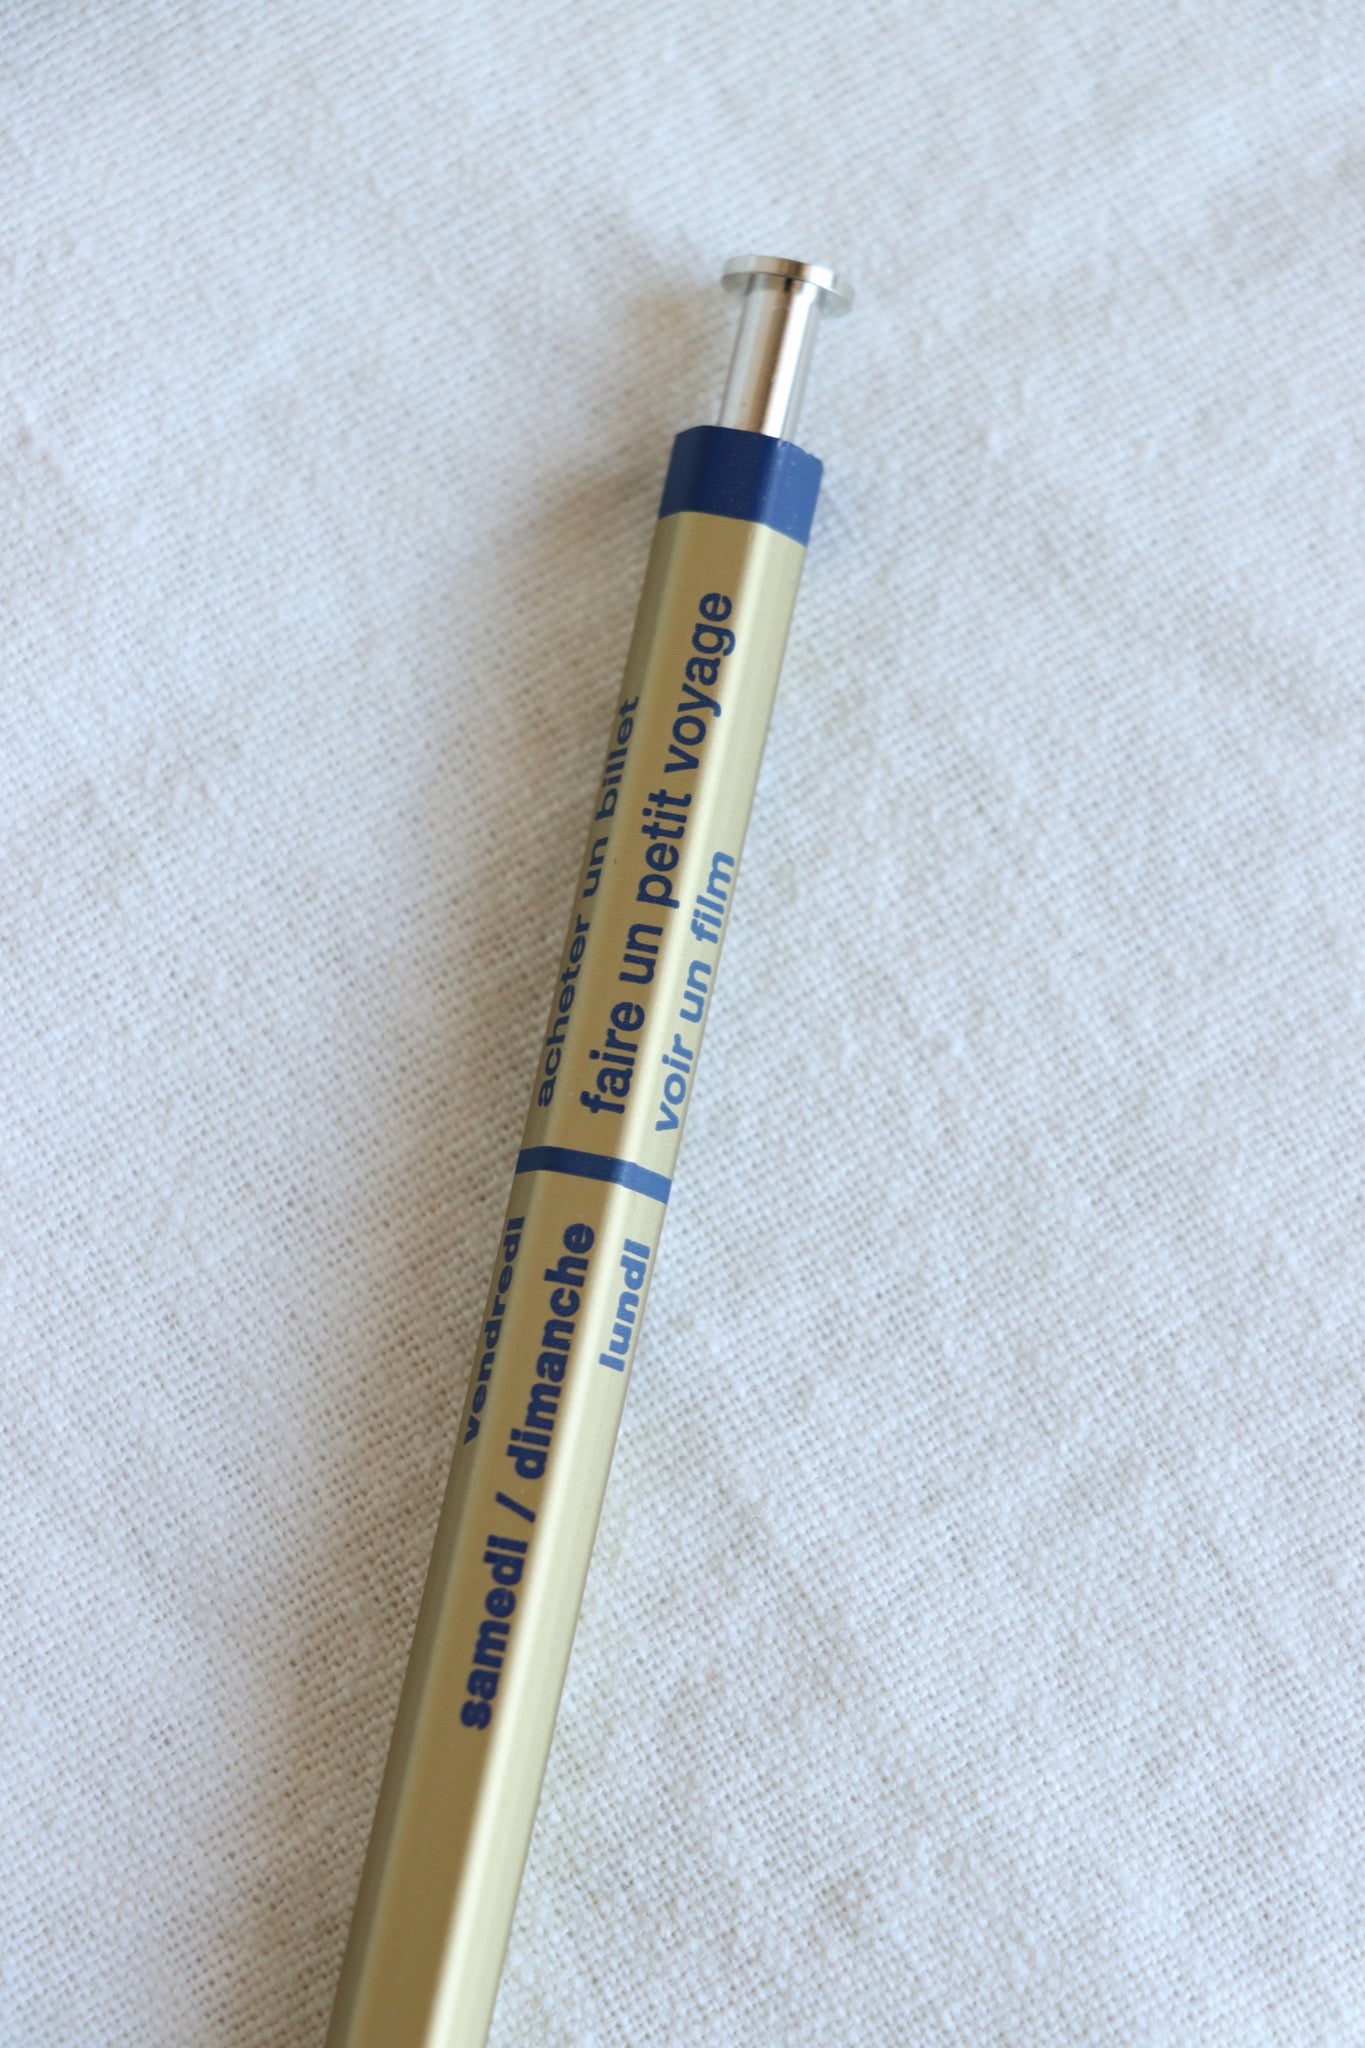 vendredi acheter un billet
samedi / dimanche faire un petit voyage
lundi voir un film